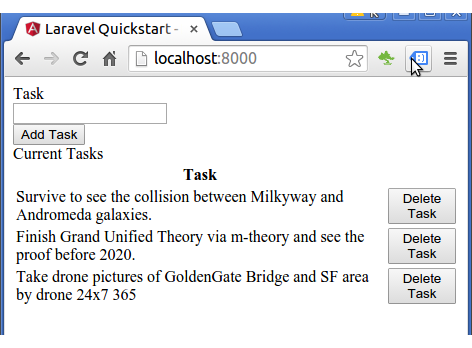 Laravel Quickstart -
localhost:8000
Task
Add Task
Current Tasks
Task
Survive to see the collision between Milkyway and
Andromeda galaxies.
Delete
Task
Finish Grand Unified Theory via m-theory and see the
proof before 2020.
Delete
Task
Take drone pictures of GoldenGate Bridge and SF area
by drone 24x7 365
Delete
Task